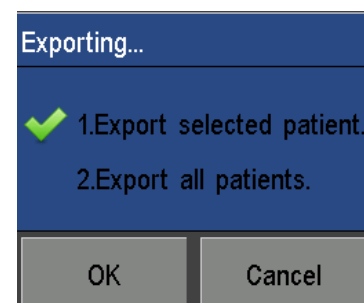 Exporting...
1.Export selected patient.
2.Export all patients.
OK
Cancel